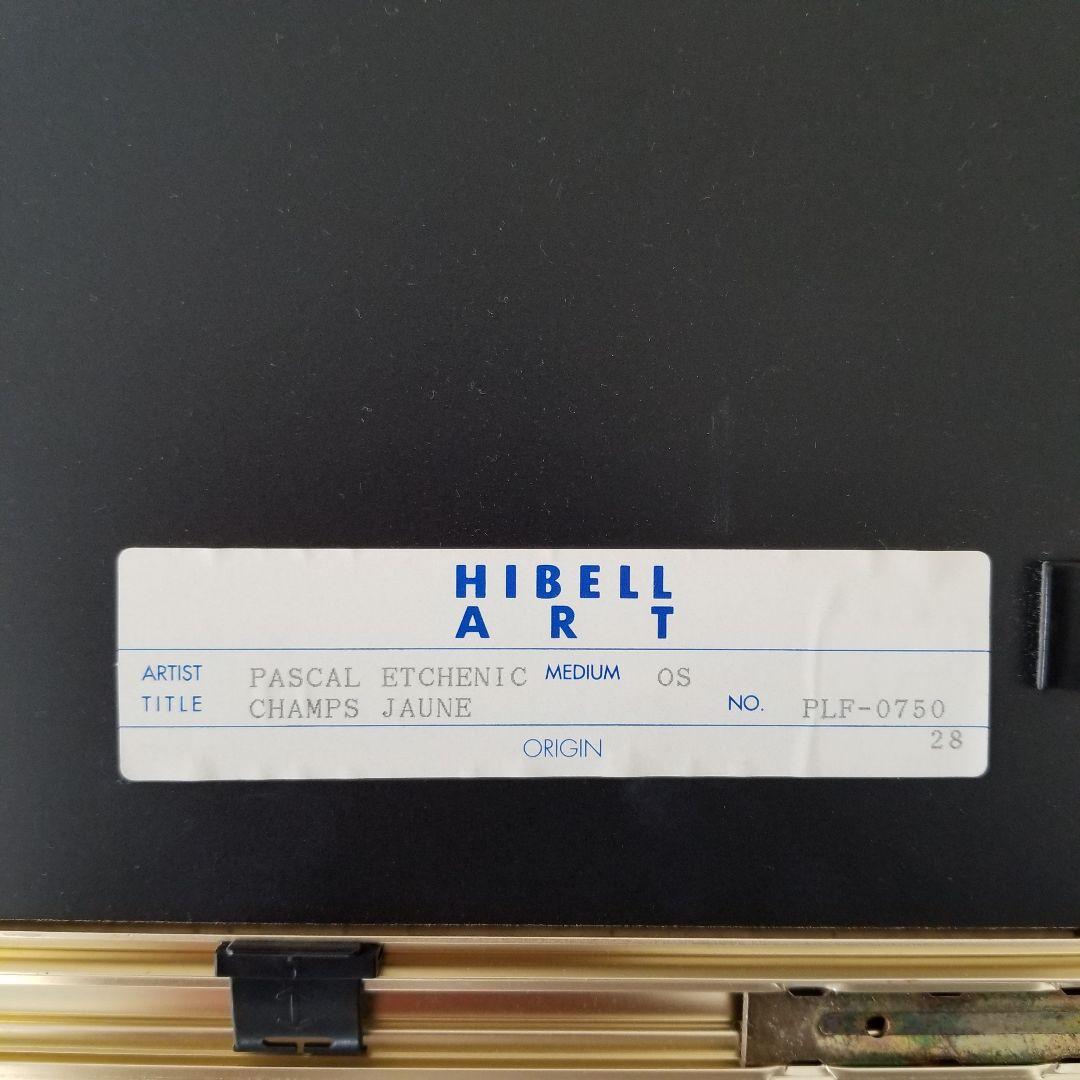 HIBELL
ART
ARTIST PASCAL ETCHENIC MEDIUM OS
TITLE CHAMPS JAUNE NO. PLF-0750
28
ORIGIN